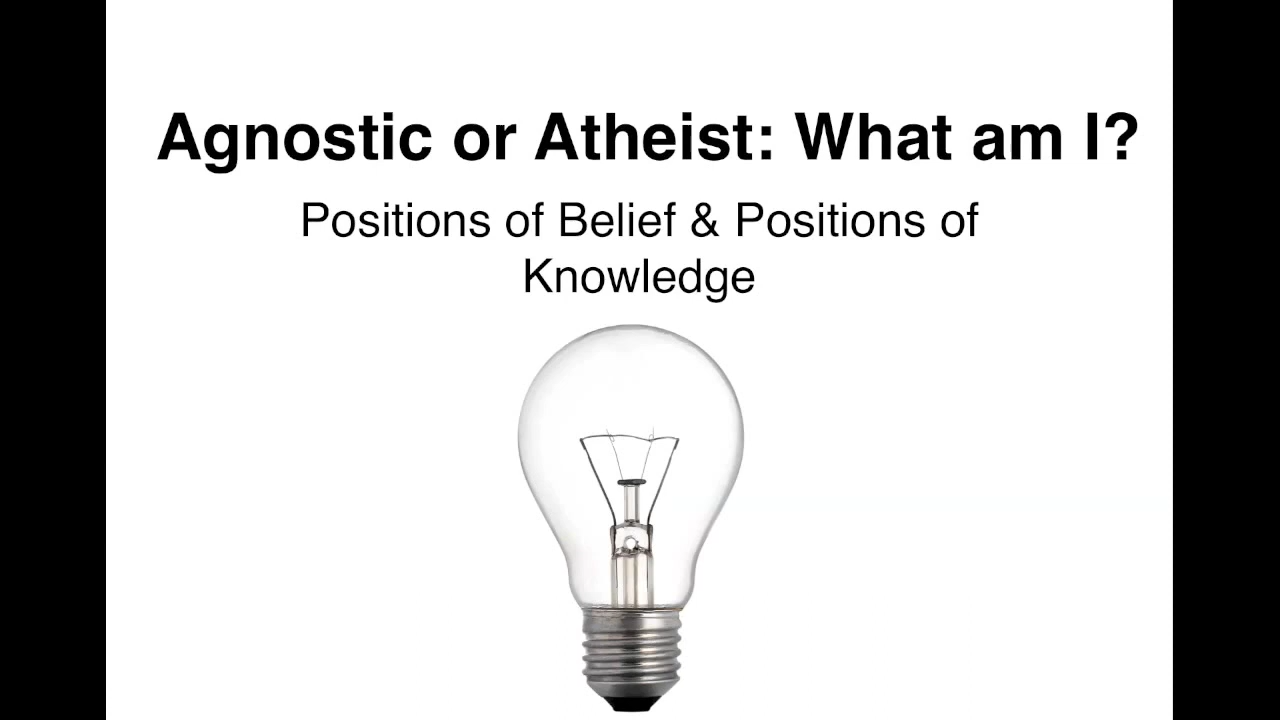 Agnostic or Atheist: What am I?
Positions of Belief & Positions of
Knowledge